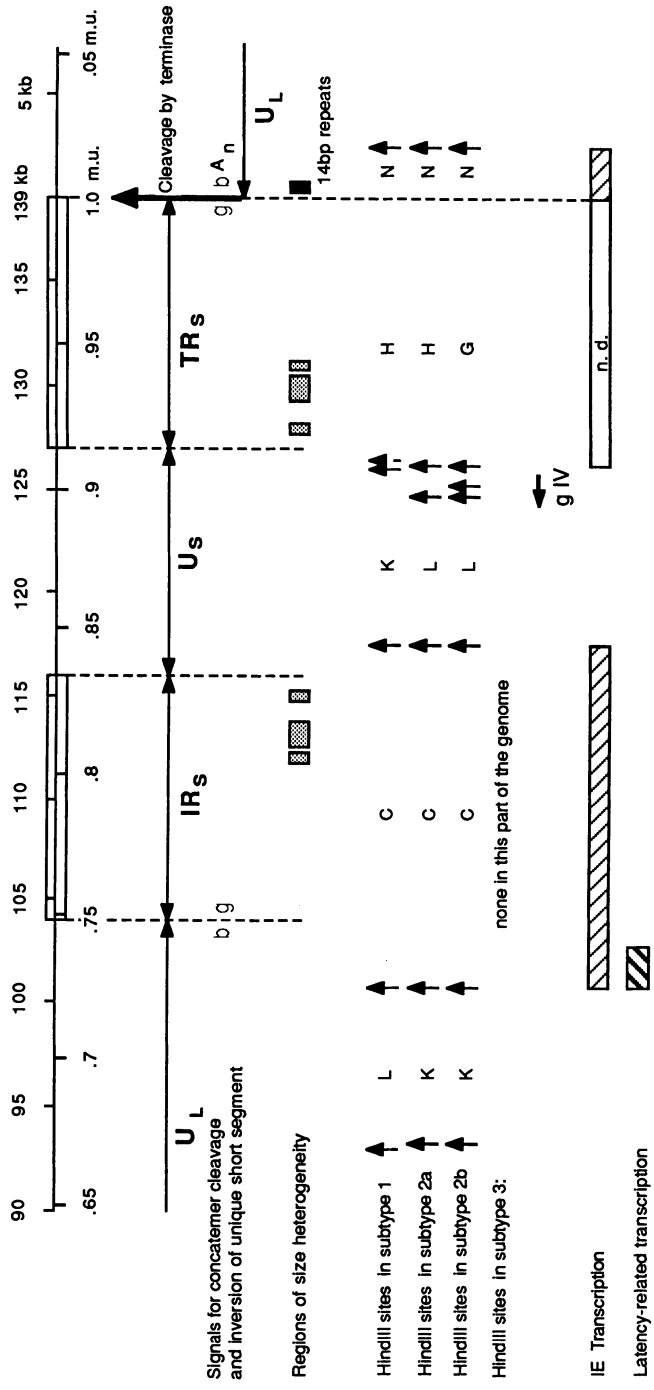 90 95 100 105 110 115 120 125 130 135 139 kb 5 kb
.65 .7 .75 .8 .85 .9 .95 1.0 m.u. .05 m.u.
Cleavage by terminase
U L IR s U s TR s U L
Signals for concatemer cleavage
and inversion of unique short segment
b g g b A n
Regions of size heterogeneity
14bp repeats
HindIII sites in subtype 1 L C K H N
HindIII sites in subtype 2a K C L H N
HindIII sites in subtype 2b K C L G N
HindIII sites in subtype 3: none in this part of the genome
g IV
IE Transcription n. d.
Latency-related transcription